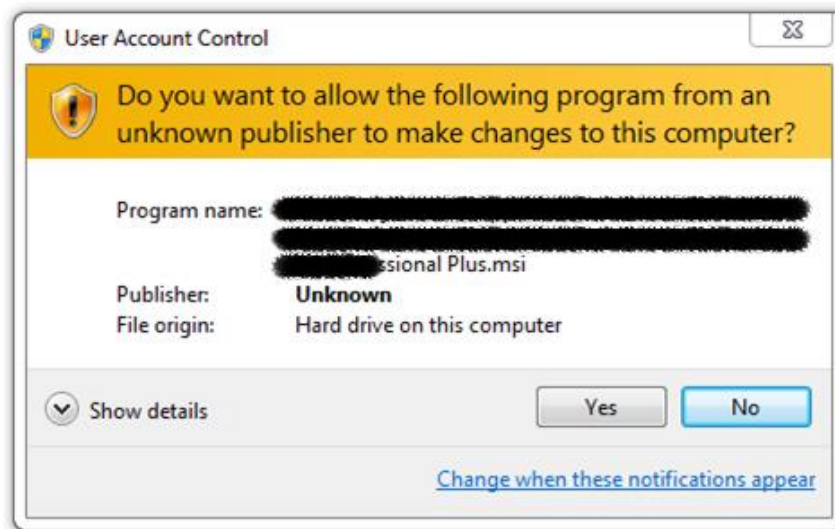 User Account Control
Do you want to allow the following program from an
unknown publisher to make changes to this computer?
Program name:
Plus.msi
Publisher: Unknown
File origin: Hard drive on this computer
Show details
Yes No
Change when these notifications appear